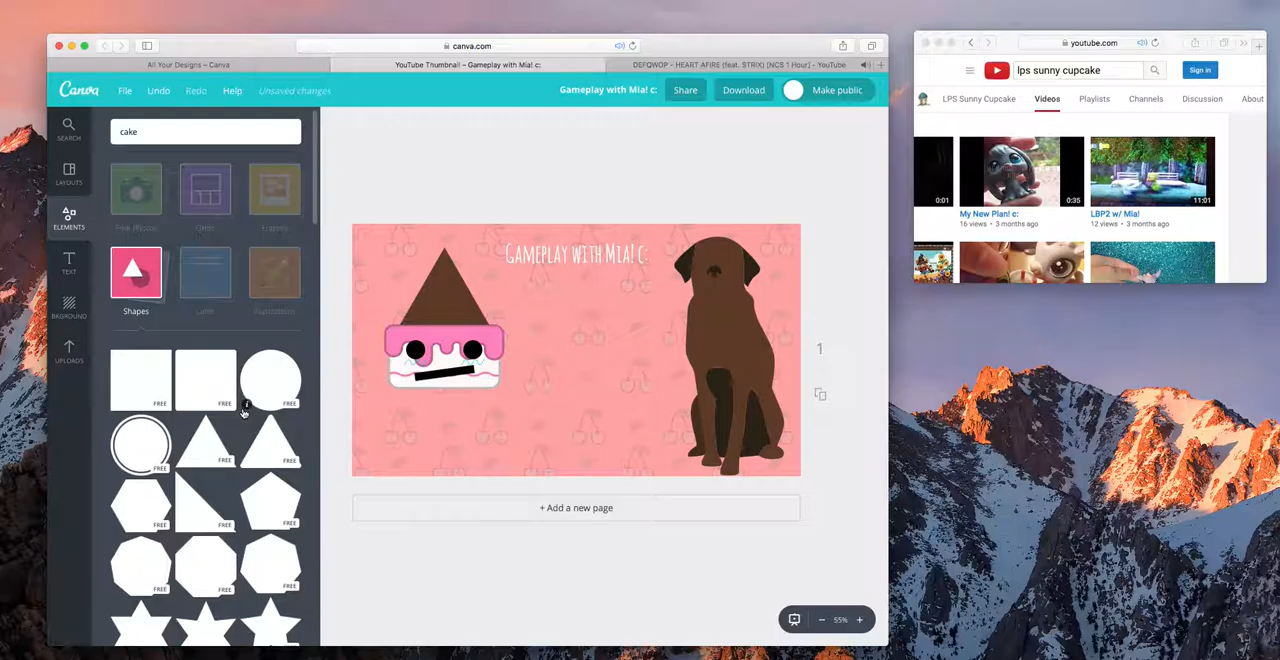 canva.com
All Your Designs – Canva
YouTube Thumbnail – Gameplay with Mia! c:
DEFQWOP - HEART AFIRE (feat. STRIX) [NCS 1 Hour] - YouTube
Canva
File
Undo
Redo
Help
Unsaved changes
Gameplay with Mia! c:
Share
Download
Make public
SEARCH
LAYOUTS
ELEMENTS
TEXT
BKGROUND
UPLOADS
cake
Free Photos
Grids
Frames
Shapes
Lines
Illustrations
FREE
FREE
FREE
FREE
FREE
FREE
FREE
FREE
FREE
FREE
FREE
FREE
Gameplay with Mia! c:
1
+ Add a new page
55%
youtube.com
lps sunny cupcake
Sign in
LPS Sunny Cupcake
Videos
Playlists
Channels
Discussion
About
0:01
0:35
11:01
My New Plan! c:
16 views • 3 months ago
LBP2 w/ Mia!
12 views • 3 months ago